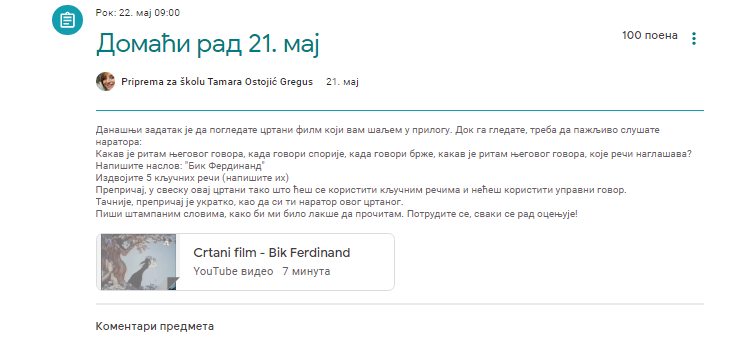 Рок: 22. мај 09:00
Домаћи рад 21. мај
100 поена
Priprema za školu Tamara Ostojić Gregus 21. мај
Данашњи задатак је да погледате цртани филм који вам шаљем у прилогу. Док га гледате, треба да пажљиво слушате
наратора:
Какав је ритам његовог говора, када говори спорије, када говори брже, какав је ритам његовог говора, које речи наглашава?
Напишите наслов: "Бик Фердинанд"
Издвојте 5 кључних речи (напишите их)
Препричај, у свеску овај цртани тако што ћеш се користити кључним речима и нећеш користити управни говор.
Тачније, препричај је укратко, као да си ти наратор овог цртаног.
Пиши штампаним словима, како би ми било лакше да прочитам. Потрудите се, сваки се рад оцењује!
Crtani film - Bik Ferdinand
YouTube видео 7 минута
Коментари предмета